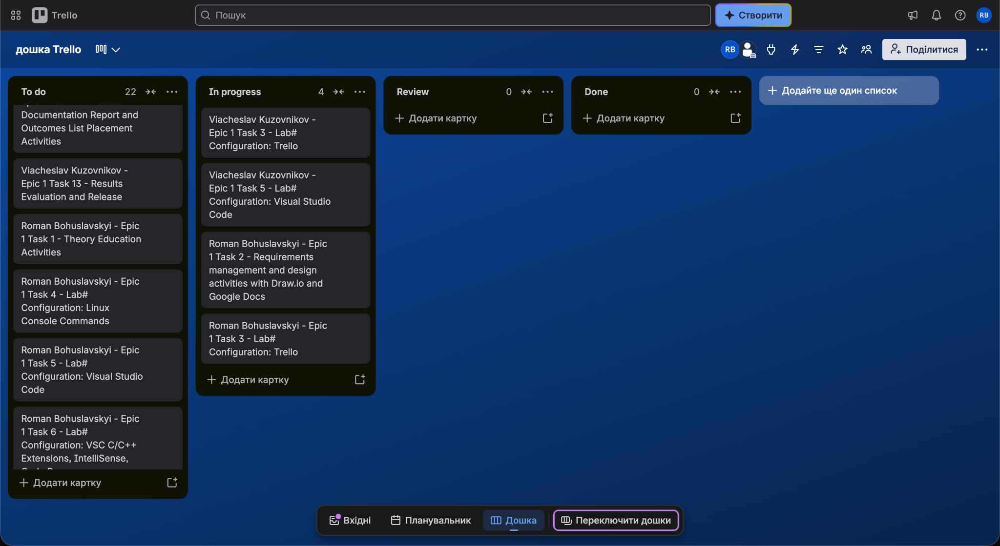 Trello
Пошук
Створити
RB
дошка Trello
RB
Поділитися
To do
22
Documentation Report and
Outcomes List Placement
Activities
Viacheslav Kuzovnikov -
Epic 1 Task 13 - Results
Evaluation and Release
Roman Bohuslavskyi - Epic
1 Task 1 - Theory Education
Activities
Roman Bohuslavskyi - Epic
1 Task 4 - Lab#
Configuration: Linux
Console Commands
Roman Bohuslavskyi - Epic
1 Task 5 - Lab#
Configuration: Visual Studio
Code
Roman Bohuslavskyi - Epic
1 Task 6 - Lab#
Configuration: VSC C/C++
Extensions, IntelliSense,
Додати картку
In progress
4
Viacheslav Kuzovnikov -
Epic 1 Task 3 - Lab#
Configuration: Trello
Viacheslav Kuzovnikov -
Epic 1 Task 5 - Lab#
Configuration: Visual Studio
Code
Roman Bohuslavskyi - Epic
1 Task 2 - Requirements
management and design
activities with Draw.io and
Google Docs
Roman Bohuslavskyi - Epic
1 Task 3 - Lab#
Configuration: Trello
Додати картку
Review
0
Додати картку
Done
0
Додати картку
Додайте ще один список
Вхідні
Планувальник
Дошка
Переключити дошки